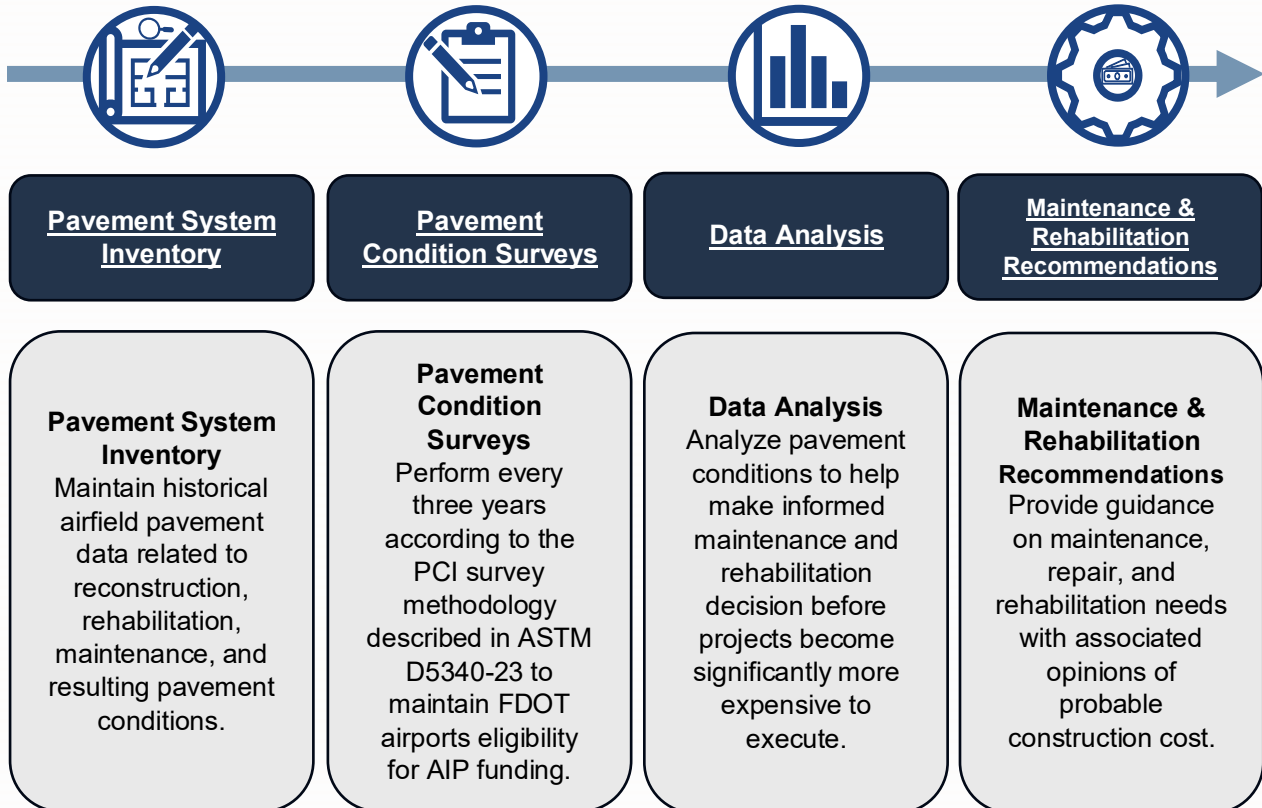 Pavement System
Inventory
Pavement
Condition Surveys
Data Analysis
Maintenance &
Rehabilitation
Recommendations
Pavement System
Inventory
Maintain historical
airfield pavement
data related to
reconstruction,
rehabilitation,
maintenance, and
resulting pavement
conditions.
Pavement
Condition
Surveys
Perform every
three years
according to the
PCI survey
methodology
described in ASTM
D5340-23 to
maintain FDOT
airports eligibility
for AIP funding.
Data Analysis
Analyze pavement
conditions to help
make informed
maintenance and
rehabilitation
decision before
projects become
significantly more
expensive to
execute.
Maintenance &
Rehabilitation
Recommendations
Provide guidance
on maintenance,
repair, and
rehabilitation needs
with associated
opinions of
probable
construction cost.